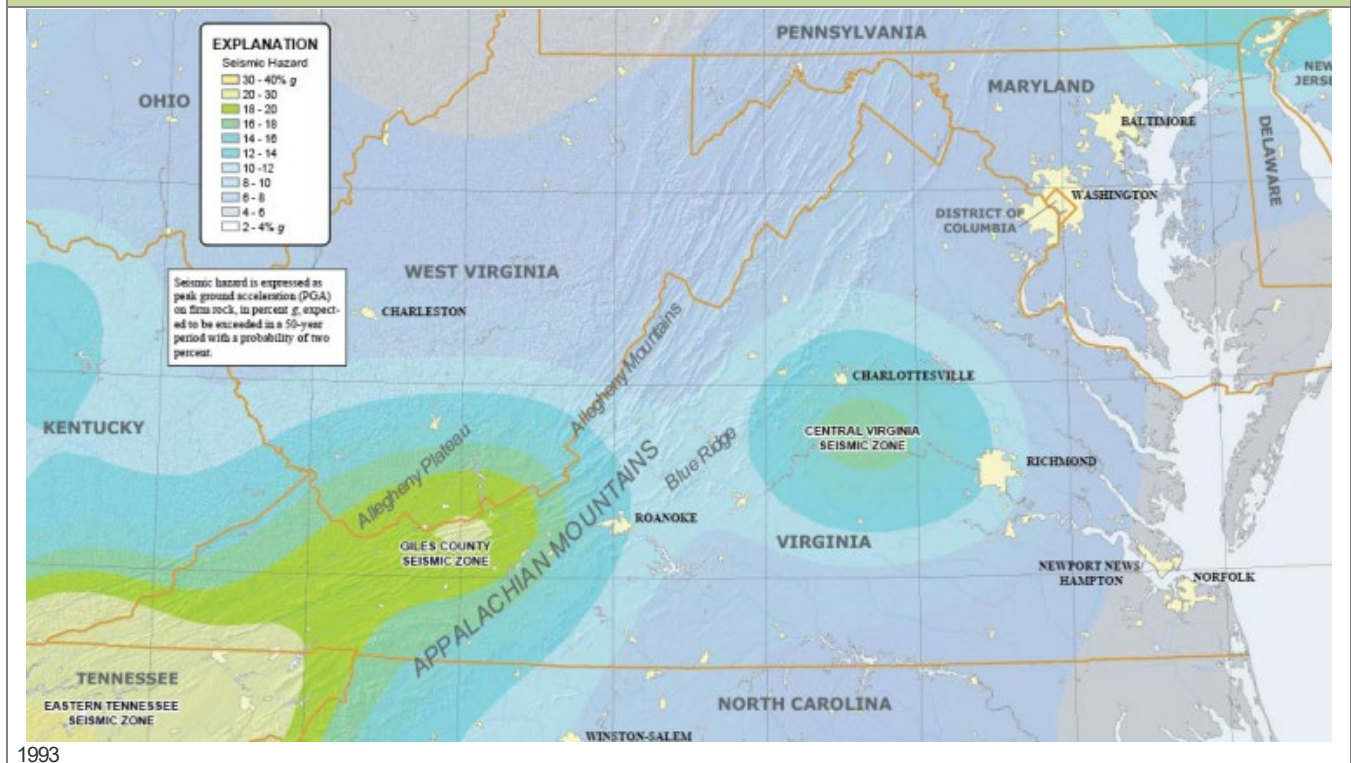 PENNSYLVANIA
EXPLANATION
Seismic Hazard
30 - 40% g
20 - 30
18 - 20
16 - 18
14 - 16
12 - 14
10 -12
8 - 10
6 - 8
4 - 6
2 - 4% g
OHIO
MARYLAND
NEW
JERSE
BALTIMORE
DELAWARE
WASHINGTON
DISTRICT OF
COLUMBIA
WEST VIRGINIA
Seismic hazard is expressed as
peak ground acceleration (PGA)
on firm rock, in percent g, expect-
ed to be exceeded in a 50-year
period with a probability of two
percent.
CHARLESTON
Allegheny Mountains
CHARLOTTESVILLE
KENTUCKY
Allegheny Plateau
Blue Ridge
CENTRAL VIRGINIA
SEISMIC ZONE
RICHMOND
APPALACHIAN MOUNTAINS
ROANOKE
GILES COUNTY
SEISMIC ZONE
VIRGINIA
NEWPORT NEWS/
HAMPTON
NORFOLK
TENNESSEE
EASTERN TENNESSEE
SEISMIC ZONE
NORTH CAROLINA
WINSTON-SALEM
1993